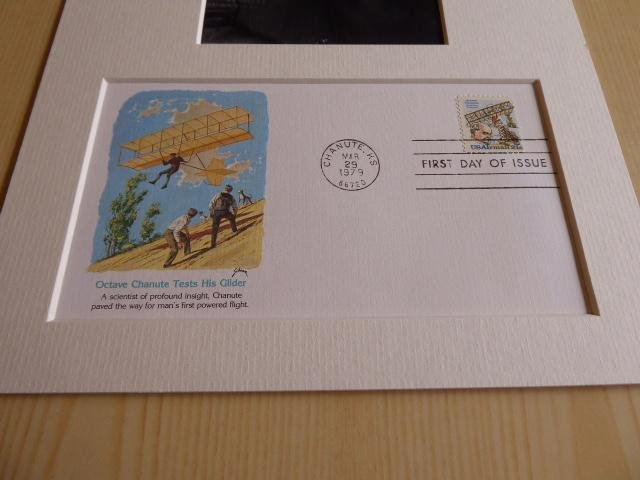 Octave Chanute Tests His Glider
A scientist of profound insight, Chanute
paved the way for man's first powered flight.
CHANUTE, KS
MAR
29
1979
66720
USAirmail 21c
FIRST DAY OF ISSUE